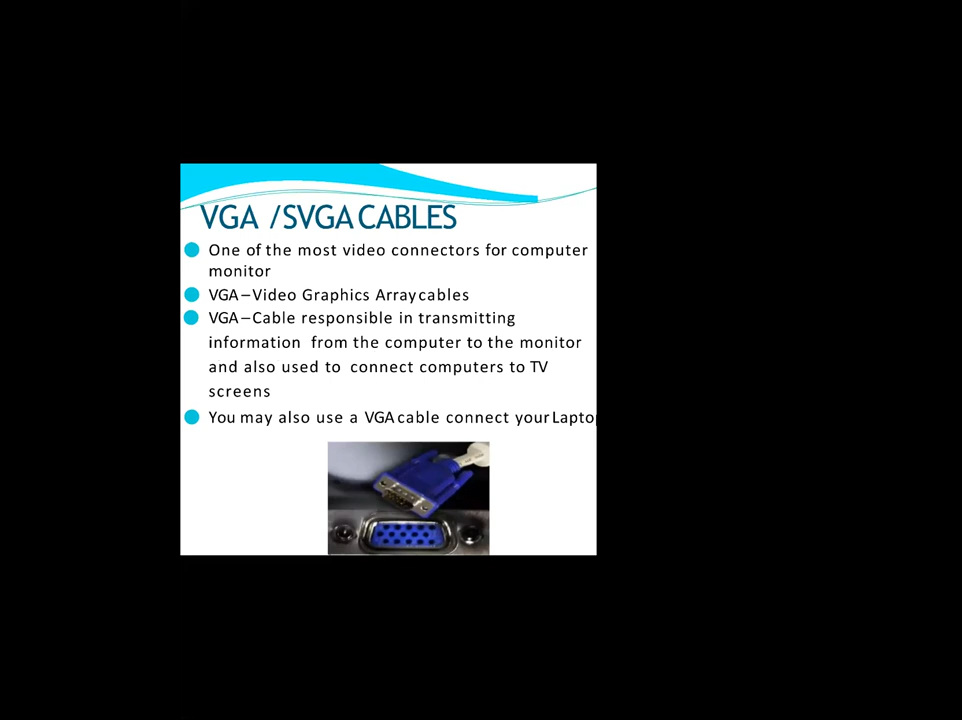 VGA / SVGA CABLES
One of the most video connectors for computer
monitor
VGA – Video Graphics Array cables
VGA – Cable responsible in transmitting
information from the computer to the monitor
and also used to connect computers to TV
screens
You may also use a VGA cable connect your Laptop